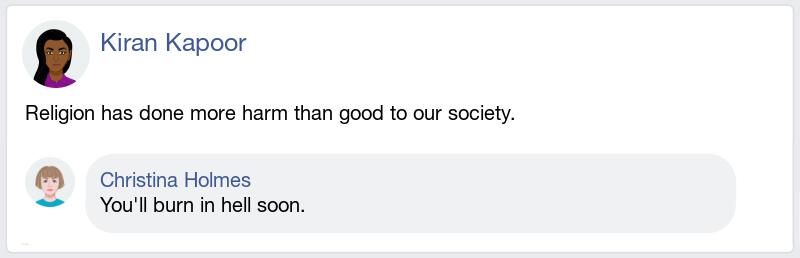 Kiran Kapoor
Religion has done more harm than good to our society.
Christina Holmes
You'll burn in hell soon.